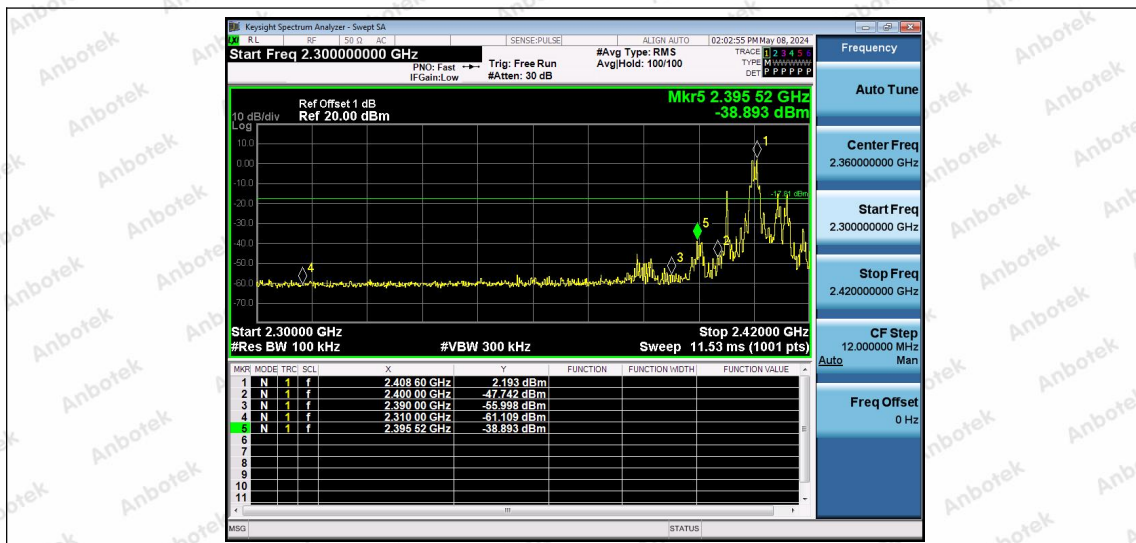 Keysight Spectrum Analyzer - Swept SA
RL RF 50 Ω AC SENSE:PULSE ALIGN AUTO 02:02:55 PM May 08, 2024
Start Freq 2.300000000 GHz
PNO: Fast
IFGain:Low
Trig: Free Run
#Atten: 30 dB
#Avg Type: RMS
Avg|Hold: 100/100
TRACE 1 2 3 4 5 6
TYPE M W W W W W
DET P P P P P P
Frequency
Auto Tune
Center Freq
2.360000000 GHz
Start Freq
2.300000000 GHz
Stop Freq
2.420000000 GHz
CF Step
12.000000 MHz
Auto Man
Freq Offset
0 Hz
Mkr5 2.395 52 GHz
-38.893 dBm
Ref Offset 1 dB
10 dB/div Ref 20.00 dBm
Log
10.0
0.00
-10.0
-20.0
-30.0
-40.0
-50.0
-60.0
-70.0
1
-17.81 dBm
5
2
3
4
Start 2.30000 GHz Stop 2.42000 GHz
#Res BW 100 kHz #VBW 300 kHz Sweep 11.53 ms (1001 pts)
MKR MODE TRC SCL X Y FUNCTION FUNCTION WIDTH FUNCTION VALUE
1 N 1 f 2.408 60 GHz 2.193 dBm
2 N 1 f 2.400 00 GHz -47.742 dBm
3 N 1 f 2.390 00 GHz -55.998 dBm
4 N 1 f 2.310 00 GHz -61.109 dBm
5 N 1 f 2.395 52 GHz -38.893 dBm
6
7
8
9
10
11
MSG STATUS
Anbotek